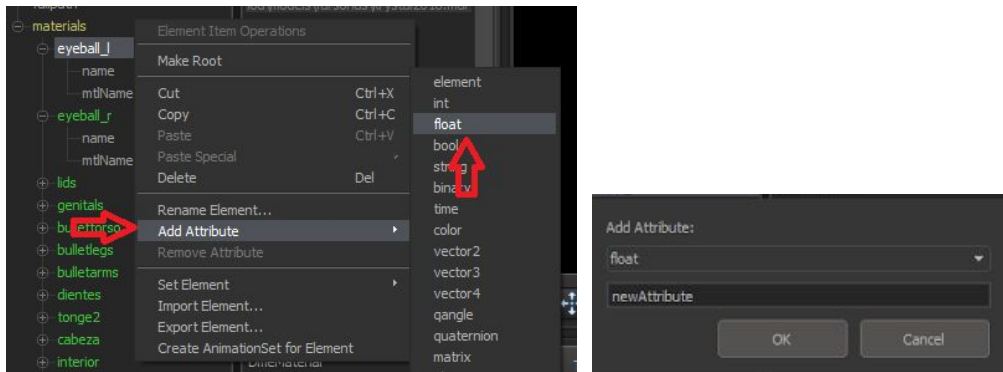 materials
eyeball_l
name
mtlName
eyeball_r
name
mtlName
lids
genitals
bullettorso
bulletlegs
bulletarms
dientes
tonge2
cabeza
interior
Element Item Operations
Make Root
Cut Ctrl+X
Copy Ctrl+C
Paste Ctrl+V
Paste Special
Delete Del
Rename Element...
Add Attribute
Remove Attribute
Set Element
Import Element...
Export Element...
Create AnimationSet for Element
element
int
float
bool
string
binary
time
color
vector2
vector3
vector4
qangle
quaternion
matrix
DmeMaterial
Add Attribute:
float
newAttribute
OK Cancel